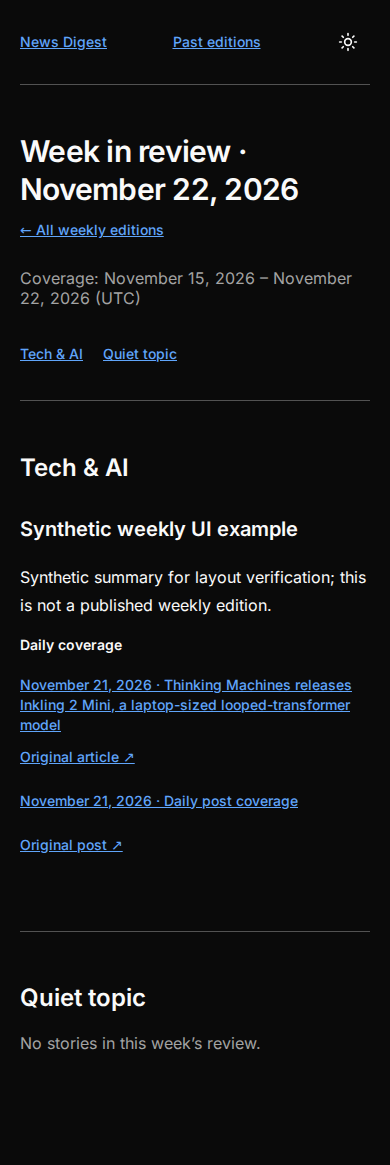 News Digest
Past editions
Week in review ·
November 22, 2026
← All weekly editions
Coverage: November 15, 2026 – November
22, 2026 (UTC)
Tech & AI
Quiet topic
Tech & AI
Synthetic weekly UI example
Synthetic summary for layout verification; this
is not a published weekly edition.
Daily coverage
November 21, 2026 · Thinking Machines releases
Inkling 2 Mini, a laptop-sized looped-transformer
model
Original article ↗
November 21, 2026 · Daily post coverage
Original post ↗
Quiet topic
No stories in this week’s review.